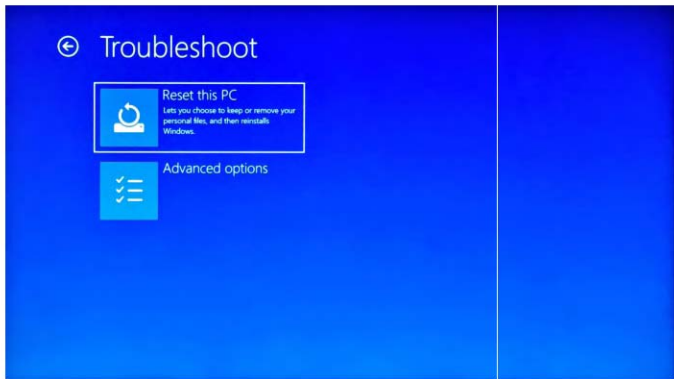 Troubleshoot
Reset this PC
Lets you choose to keep or remove your
personal files, and then reinstalls
Windows.
Advanced options